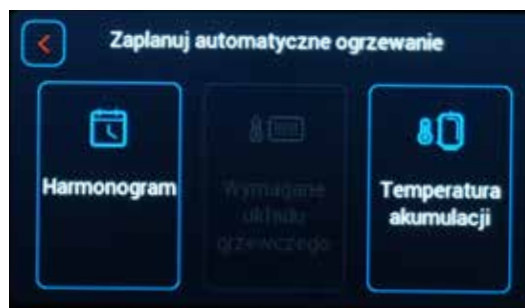 Zaplanuj automatyczne ogrzewanie
Harmonogram
Wymagane
układu
grzewczego
Temperatura
akumulacji